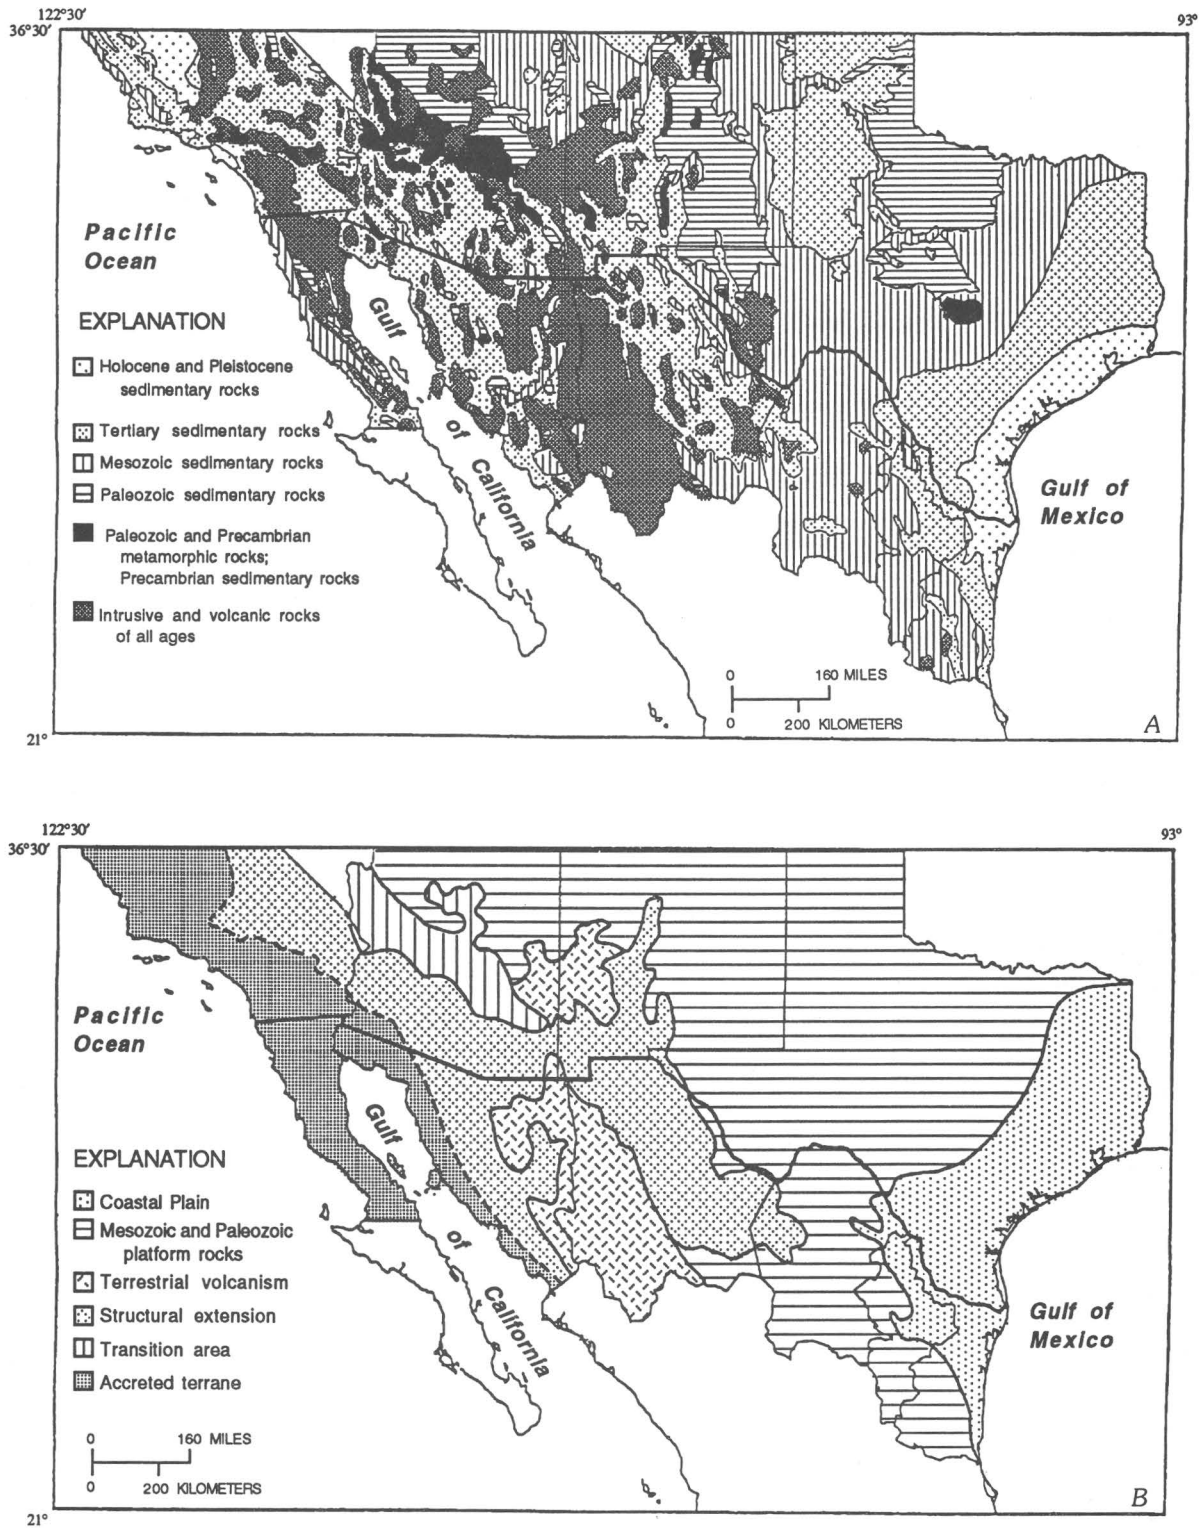 122°30′
93°
36°30′
Pacific
Ocean
EXPLANATION
Holocene and Pleistocene
sedimentary rocks
Tertiary sedimentary rocks
Mesozoic sedimentary rocks
Paleozoic sedimentary rocks
Paleozoic and Precambrian
metamorphic rocks;
Precambrian sedimentary rocks
Intrusive and volcanic rocks
of all ages
Gulf
of
California
Gulf of
Mexico
0 160 MILES
0 200 KILOMETERS
A
21°
122°30′
93°
36°30′
Pacific
Ocean
EXPLANATION
Coastal Plain
Mesozoic and Paleozoic
platform rocks
Terrestrial volcanism
Structural extension
Transition area
Accreted terrane
Gulf
of
California
Gulf of
Mexico
0 160 MILES
0 200 KILOMETERS
B
21°